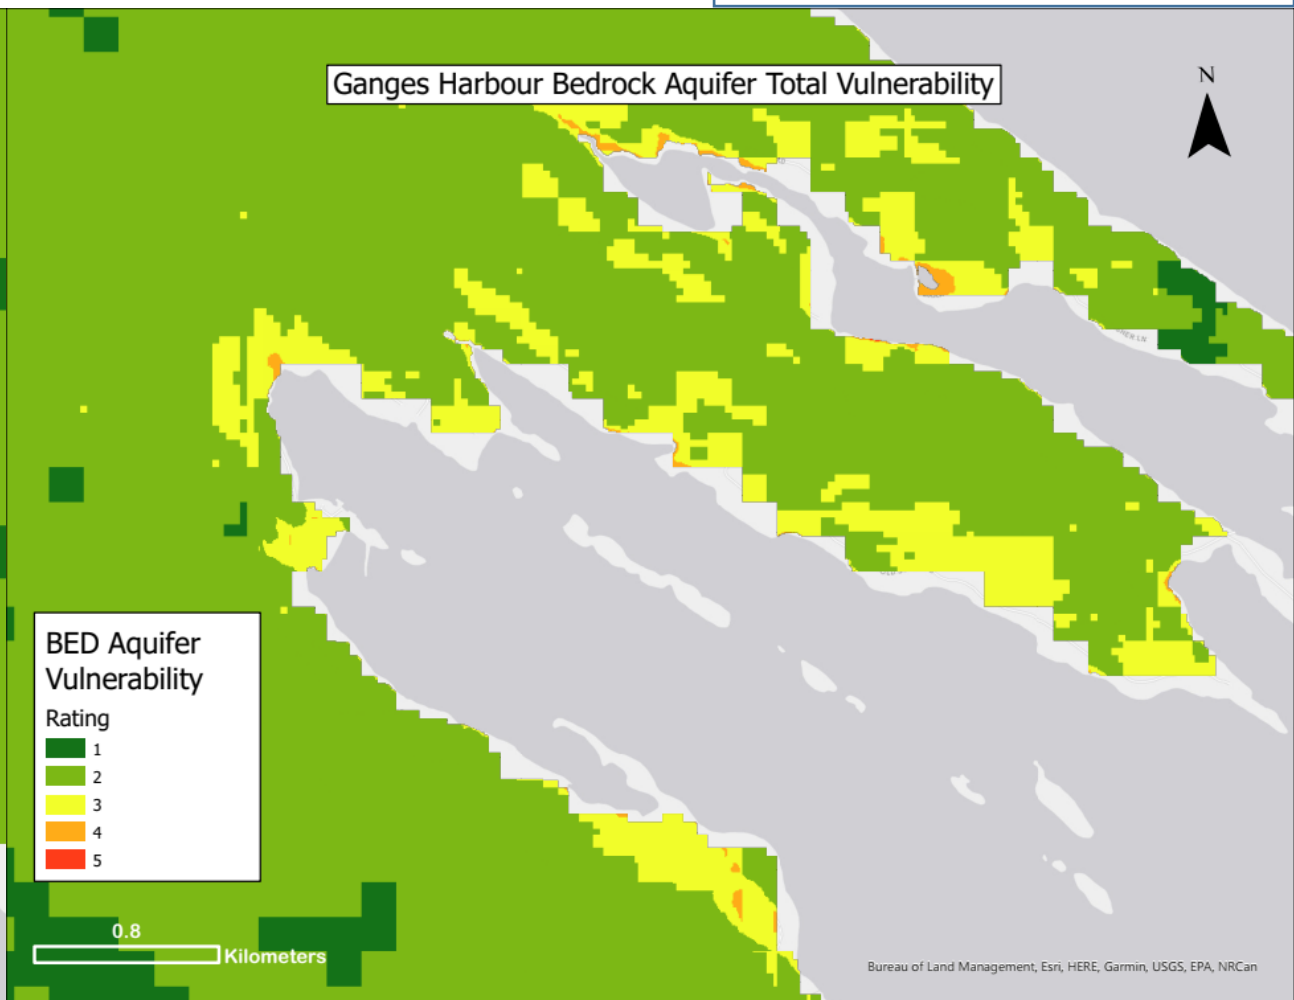 Ganges Harbour Bedrock Aquifer Total Vulnerability
N
BED Aquifer
Vulnerability
Rating
1
2
3
4
5
0.8
Kilometers
Bureau of Land Management, Esri, HERE, Garmin, USGS, EPA, NRCan